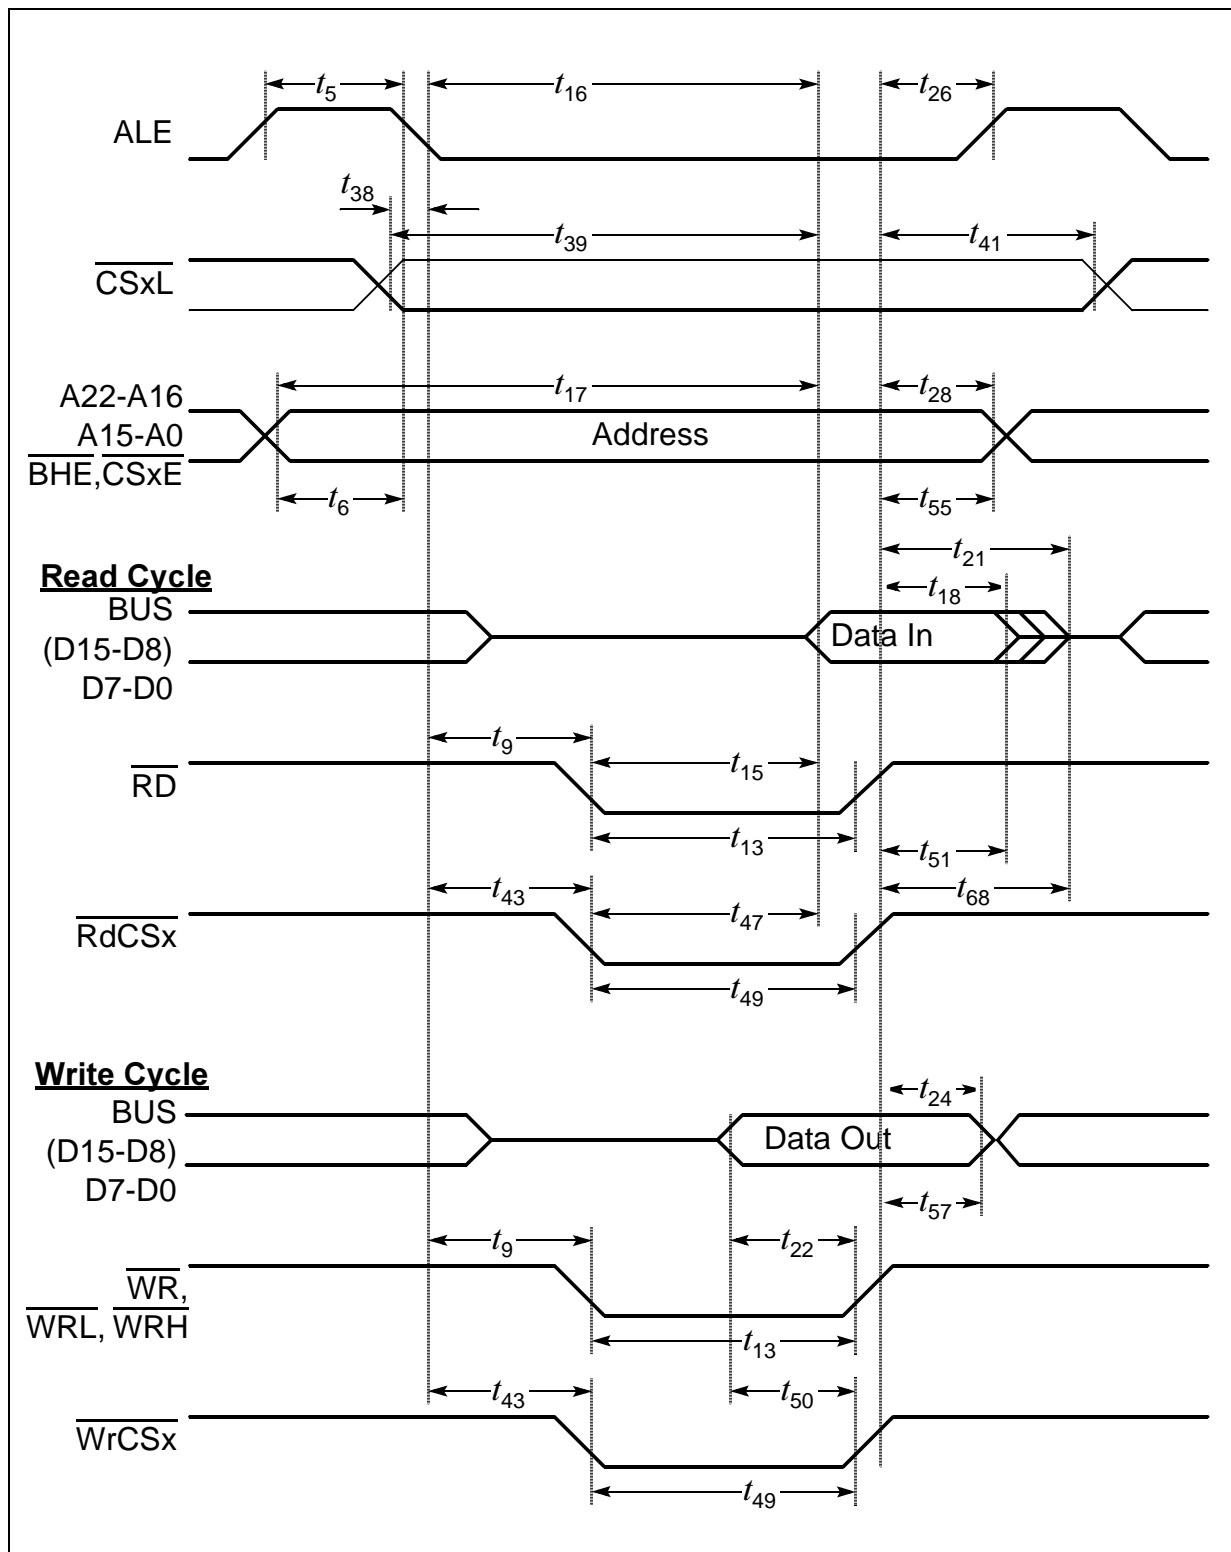 t5 t16 t26
ALE
t38
t39 t41
CSxL
A22-A16 t17 t28
A15-A0 Address
BHE,CSxE
t6 t55
t21
Read Cycle
t18
BUS Data In
(D15-D8)
D7-D0
t9
t15
RD
t13 t51
t43 t68
t47
RdCSx
t49
Write Cycle
t24
BUS
(D15-D8) Data Out
D7-D0 t57
t9 t22
WR,
WRL, WRH
t13
t43 t50
WrCSx
t49